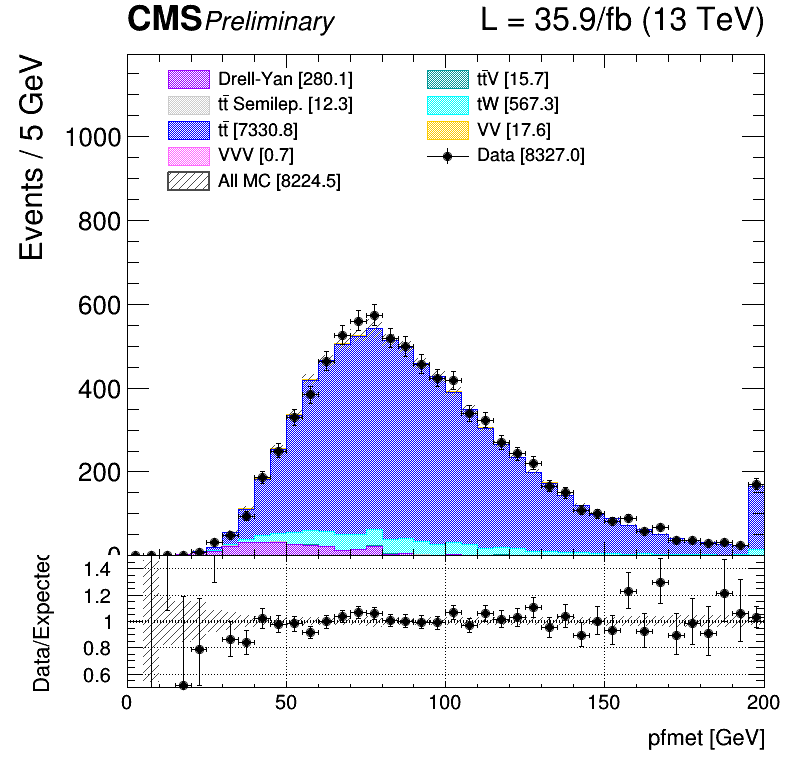 CMS Preliminary L = 35.9/fb (13 TeV)
Events / 5 GeV
Drell-Yan [280.1]
tt̄ Semilep. [12.3]
tt̄ [7330.8]
VVV [0.7]
All MC [8224.5]
tt̄V [15.7]
tW [567.3]
VV [17.6]
Data [8327.0]
1000
800
600
400
200
0
Data/Expected
1.4
1.2
1
0.8
0.6
0 50 100 150 200
pfmet [GeV]